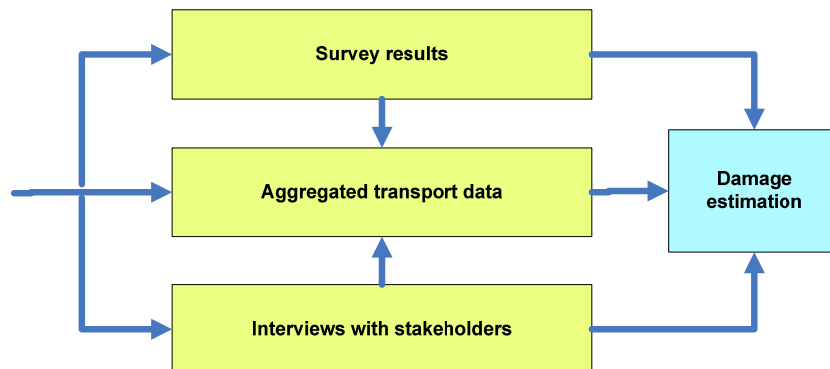 Survey results
Aggregated transport data
Damage
estimation
Interviews with stakeholders